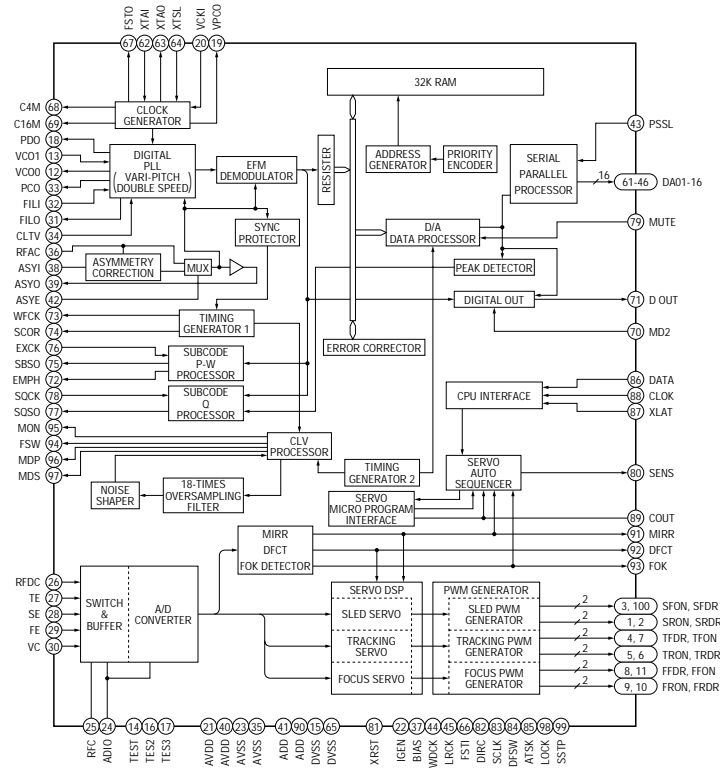 FSTO XTAI XTAO XTSL VCKI VPCO
67 62 63 64 20 19
32K RAM
C4M 68
C16M 69
PDO 18
VCO1 13
VCO0 12
PCO 33
FILI 32
FILO 31
CLTV 34
RFAC 36
ASYI 38
ASYO 39
ASYE 42
WFCK 73
SCOR 74
EXCK 76
SBSO 75
EMPH 72
SQCK 78
SQSO 77
MON 95
FSW 94
MDP 96
MDS 97
CLOCK
GENERATOR
DIGITAL
PLL
(VARI-PITCH
DOUBLE SPEED)
EFM
DEMODULATOR
RESISTER
ADDRESS
GENERATOR
PRIORITY
ENCODER
SERIAL
PARALLEL
PROCESSOR
16
SYNC
PROTECTOR
D/A
DATA PROCESSOR
ASYMMETRY
CORRECTION
MUX
PEAK DETECTOR
DIGITAL OUT
TIMING
GENERATOR 1
ERROR CORRECTOR
SUBCODE
P-W
PROCESSOR
SUBCODE
Q
PROCESSOR
CPU INTERFACE
CLV
PROCESSOR
TIMING
GENERATOR 2
SERVO
AUTO
SEQUENCER
NOISE
SHAPER
18-TIMES
OVERSAMPLING
FILTER
SERVO
MICRO PROGRAM
INTERFACE
MIRR
DFCT
FOK DETECTOR
43 PSSL
61-46 DA01-16
79 MUTE
71 D OUT
70 MD2
86 DATA
88 CLOK
87 XLAT
80 SENS
89 COUT
91 MIRR
92 DFCT
93 FOK
RFDC 26
TE 27
SE 28
FE 29
VC 30
SWITCH
&
BUFFER
A/D
CONVERTER
SERVO DSP
SLED SERVO
TRACKING
SERVO
FOCUS SERVO
PWM GENERATOR
SLED PWM
GENERATOR
TRACKING PWM
GENERATOR
FOCUS PWM
GENERATOR
2 3, 100 SFON, SFDR
2 1, 2 SRON, SRDR
2 4, 7 TFDR, TFON
2 5, 6 TRON, TRDR
2 8, 11 FFDR, FFON
2 9, 10 FRON, FRDR
25 24 14 16 17 21 40 23 35 41 90 15 65 81 22 37 44 45 66 82 83 84 85 98 99
RFC ADIO TEST TES2 TES3 AVDD AVDD AVSS AVSS ADD ADD DVSS DVSS XRST IGEN BIAS WDCK LRCK FSTI DIRC SCLK DFSW ATSK LOCK SSTP